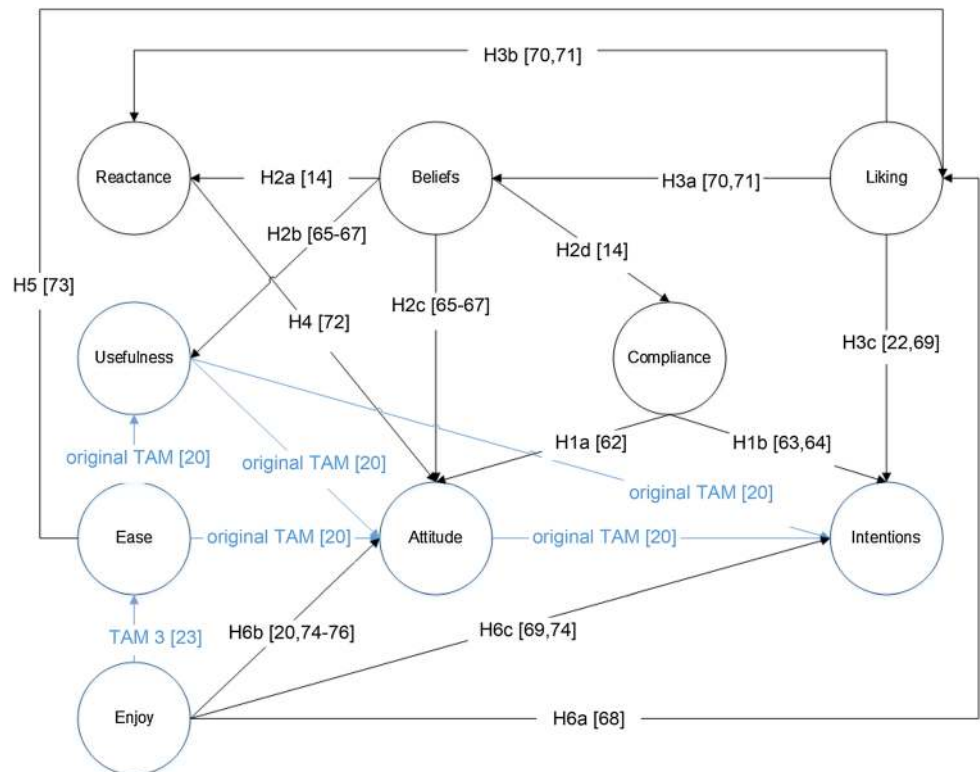 H3b [70,71]
Reactance
H2a [14]
Beliefs
H3a [70,71]
Liking
H2b [65-67]
H2d [14]
H5 [73]
H4 [72]
H2c [65-67]
Usefulness
Compliance
H3c [22,69]
original TAM [20]
original TAM [20]
H1a [62]
H1b [63,64]
original TAM [20]
Ease
original TAM [20]
Attitude
original TAM [20]
Intentions
TAM 3 [23]
H6b [20,74-76]
H6c [69,74]
Enjoy
H6a [68]